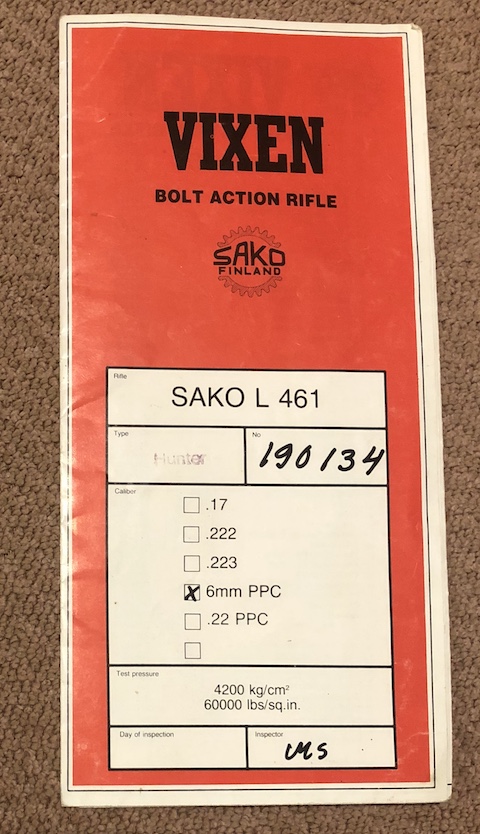 VIXEN
BOLT ACTION RIFLE
SAKO
FINLAND
Rifle
SAKO L 461
Type
No
Hunter
190134
Caliber
.17
.222
.223
X 6mm PPC
.22 PPC
Test pressure
4200 kg/cm²
60000 lbs/sq.in.
Day of inspection
Inspector